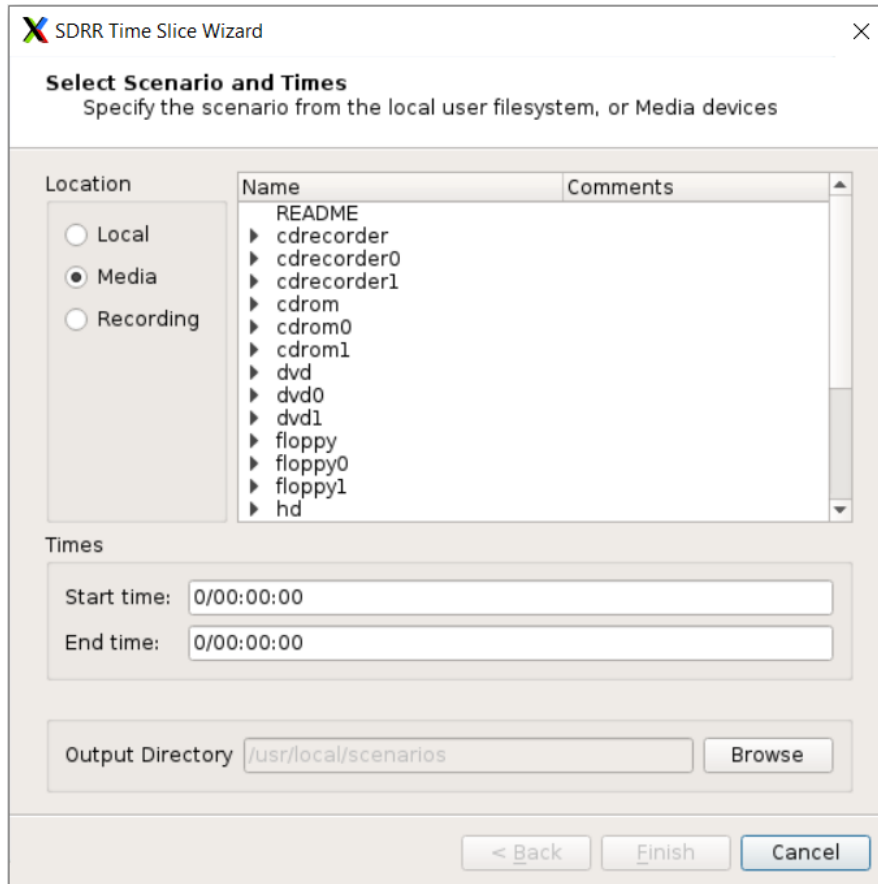 SDRR Time Slice Wizard
Select Scenario and Times
Specify the scenario from the local user filesystem, or Media devices
Location
Local
Media
Recording
Name Comments
README
cdrecorder
cdrecorder0
cdrecorder1
cdrom
cdrom0
cdrom1
dvd
dvd0
dvd1
floppy
floppy0
floppy1
hd
Times
Start time: 0/00:00:00
End time: 0/00:00:00
Output Directory /usr/local/scenarios Browse
< Back Finish Cancel